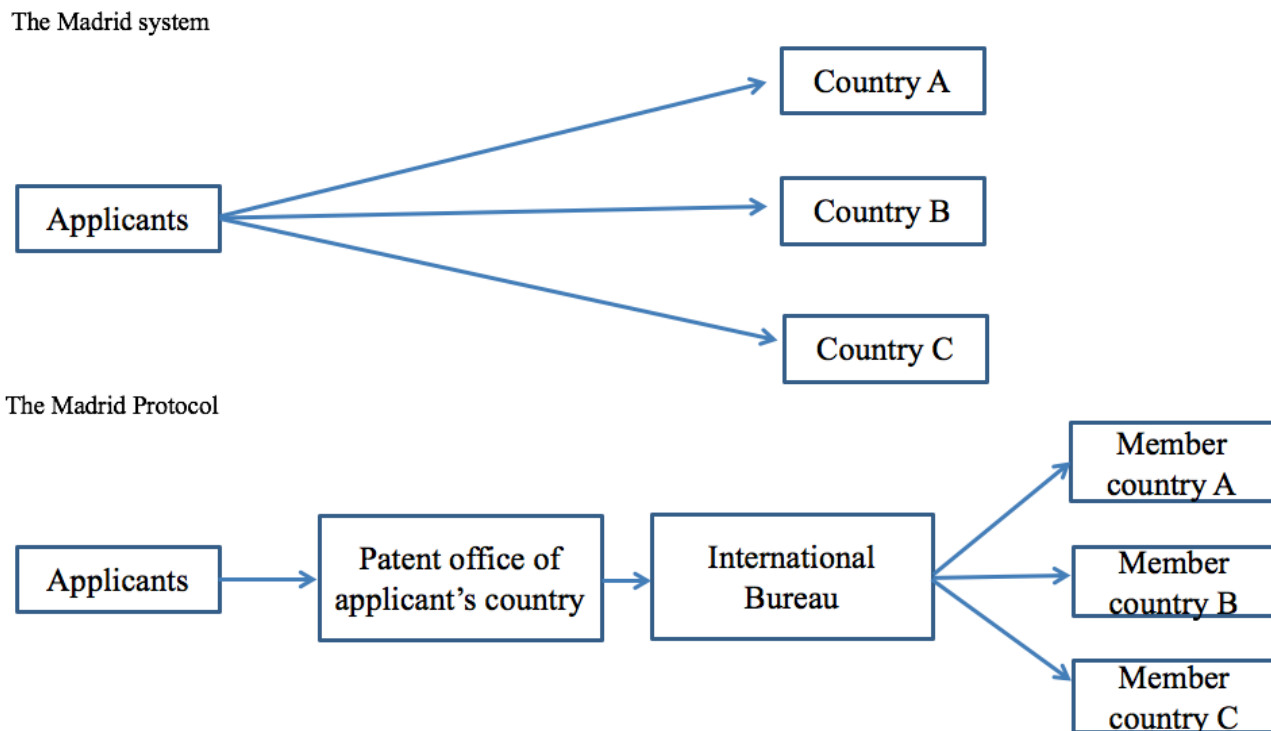 The Madrid system
Country A
Applicants
Country B
Country C
The Madrid Protocol
Applicants
Patent office of
applicant’s country
International
Bureau
Member
country A
Member
country B
Member
country C